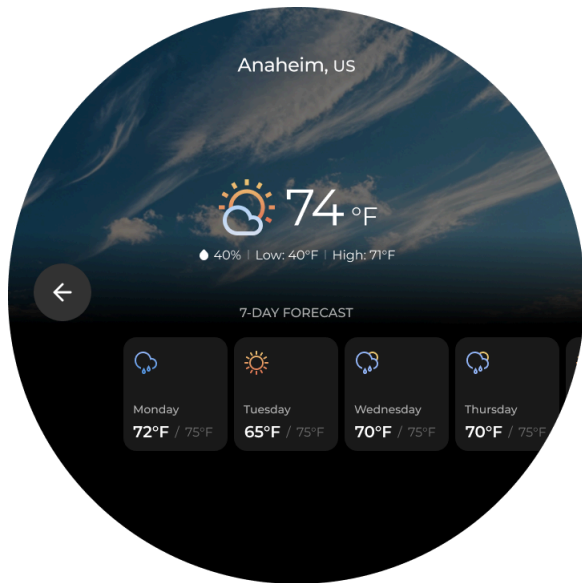 Anaheim, US
74 °F
40% | Low: 40°F | High: 71°F
7-DAY FORECAST
Monday
72°F / 75°F
Tuesday
65°F / 75°F
Wednesday
70°F / 75°F
Thursday
70°F / 75°F